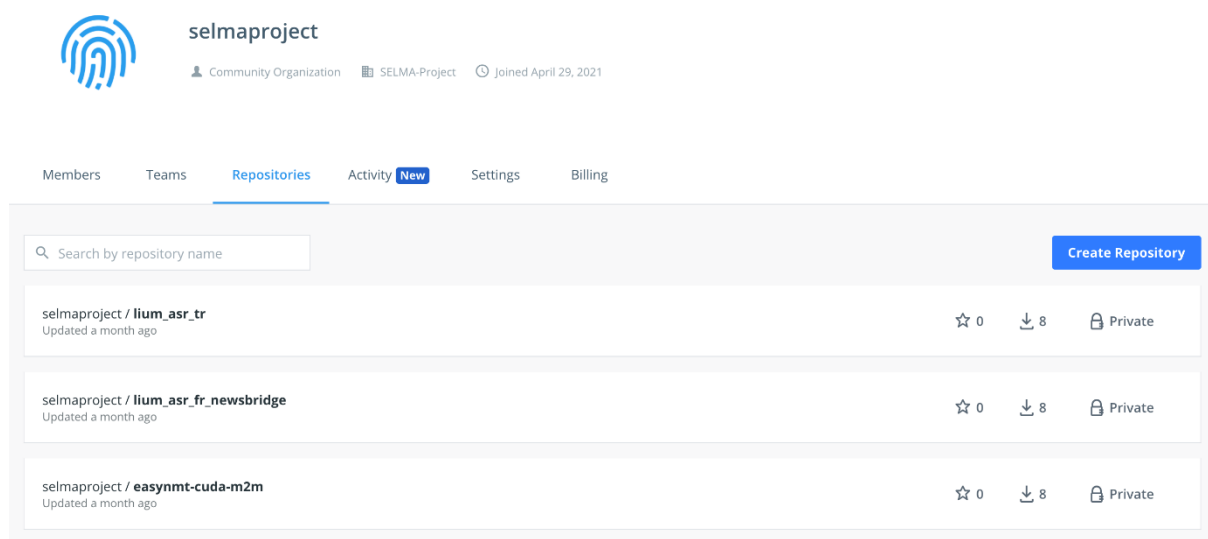 selmaproject
Community Organization SELMA-Project Joined April 29, 2021
Members Teams Repositories Activity New Settings Billing
Search by repository name Create Repository
selmaproject / lium_asr_tr
Updated a month ago
0 8 Private
selmaproject / lium_asr_fr_newsbridge
Updated a month ago
0 8 Private
selmaproject / easynmt-cuda-m2m
Updated a month ago
0 8 Private